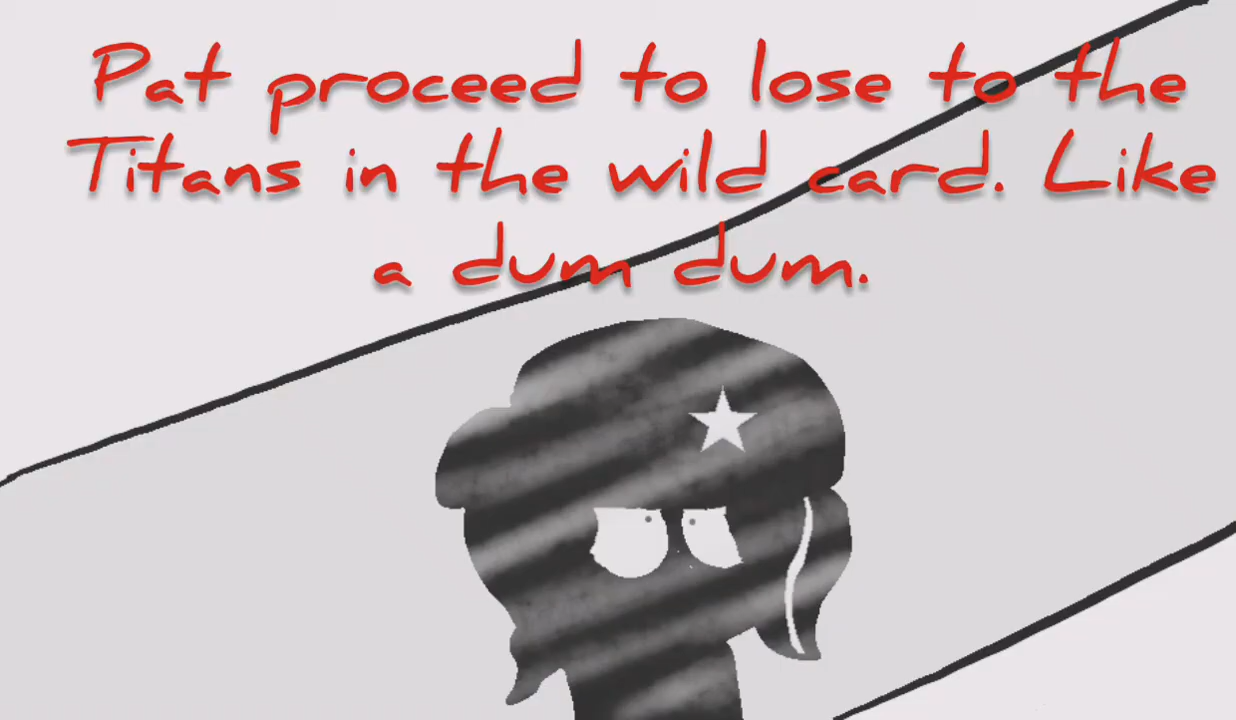 Pat proceed to lose to the
Titans in the wild card. Like
a dum dum.